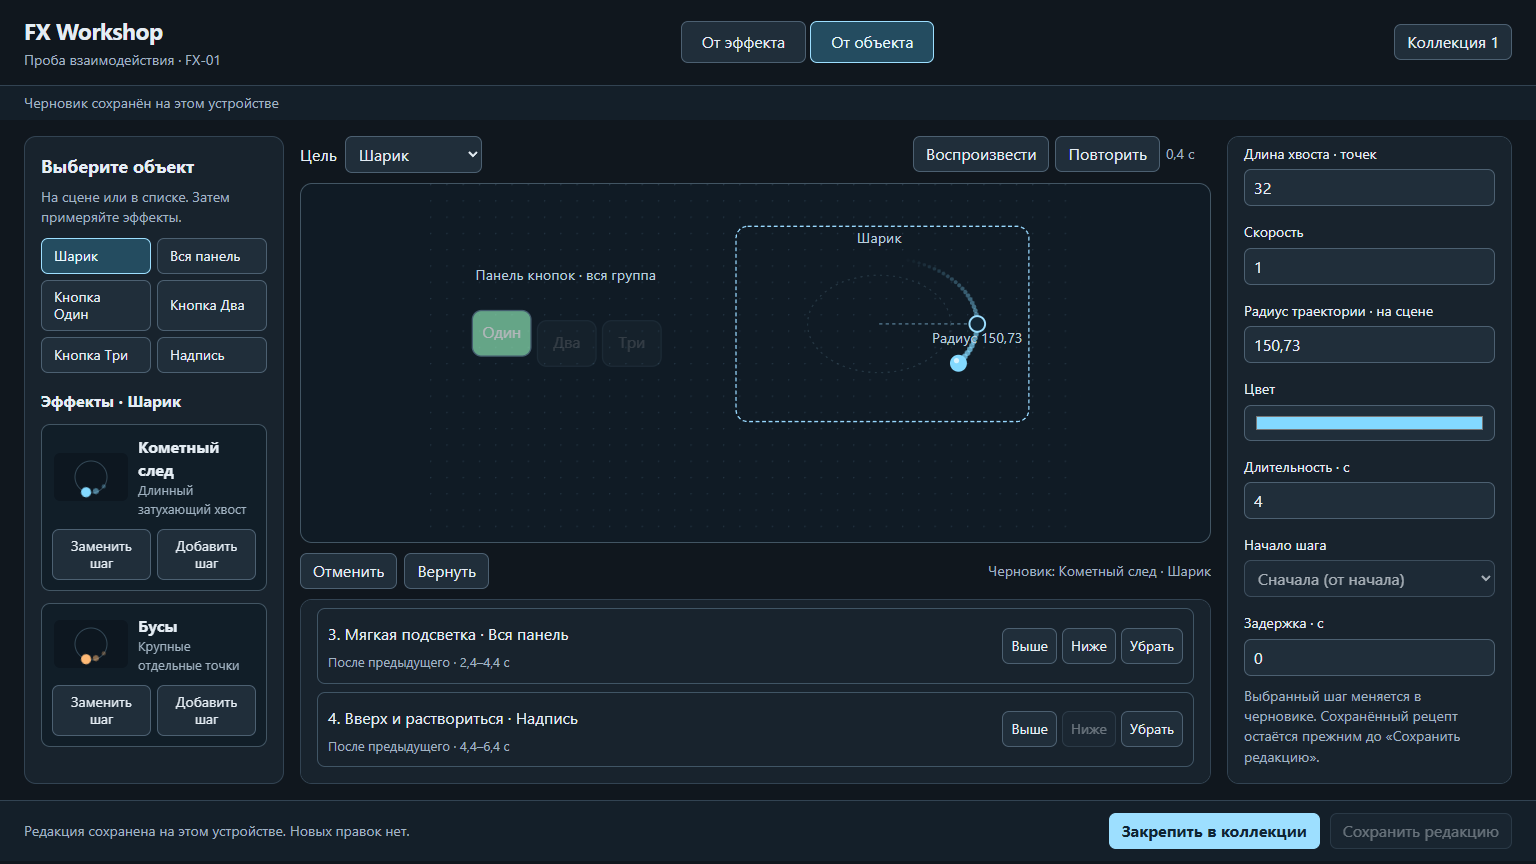 FX Workshop
Проба взаимодействия · FX-01
От эффекта
От объекта
Коллекция 1
Черновик сохранён на этом устройстве
Выберите объект
На сцене или в списке. Затем
примеряйте эффекты.
Шарик
Вся панель
Кнопка
Один
Кнопка Два
Кнопка Три
Надпись
Эффекты · Шарик
Кометный
след
Длинный
затухающий хвост
Заменить
шаг
Добавить
шаг
Бусы
Крупные
отдельные точки
Заменить
шаг
Добавить
шаг
Цель
Шарик
Воспроизвести
Повторить
0,4 с
Панель кнопок · вся группа
Один
Два
Три
Шарик
Радиус 150,73
Отменить
Вернуть
Черновик: Кометный след · Шарик
3. Мягкая подсветка · Вся панель
После предыдущего · 2,4–4,4 с
Выше
Ниже
Убрать
4. Вверх и раствориться · Надпись
После предыдущего · 4,4–6,4 с
Выше
Ниже
Убрать
Длина хвоста · точек
32
Скорость
1
Радиус траектории · на сцене
150,73
Цвет
Длительность · с
4
Начало шага
Сначала (от начала)
Задержка · с
0
Выбранный шаг меняется в
черновике. Сохранённый рецепт
остаётся прежним до «Сохранить
редакцию».
Редакция сохранена на этом устройстве. Новых правок нет.
Закрепить в коллекции
Сохранить редакцию